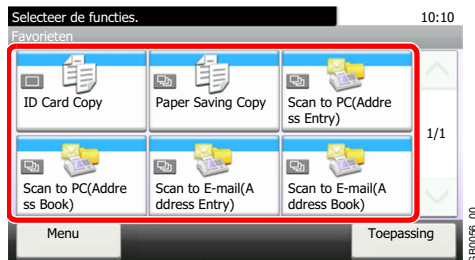 Selecteer de functies.
10:10
Favorieten
ID Card Copy
Paper Saving Copy
Scan to PC(Addre
ss Entry)
1/1
Scan to PC(Addre
ss Book)
Scan to E-mail(A
ddress Entry)
Scan to E-mail(A
ddress Book)
Menu
Toepassing
GB0056_00